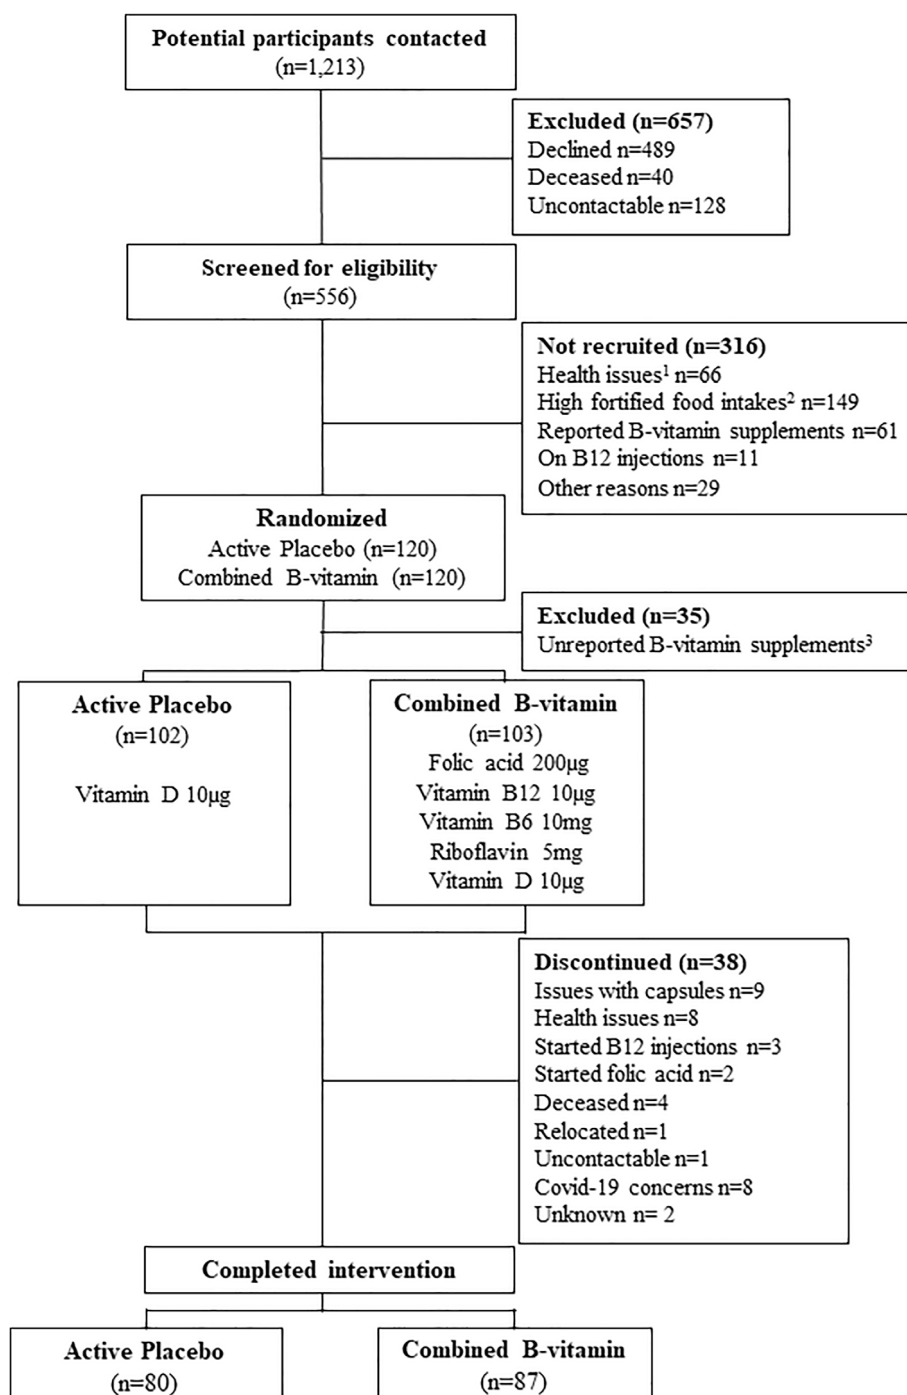 Potential participants contacted
(n=1,213)
Excluded (n=657)
Declined n=489
Deceased n=40
Uncontactable n=128
Screened for eligibility
(n=556)
Not recruited (n=316)
Health issues¹ n=66
High fortified food intakes² n=149
Reported B-vitamin supplements n=61
On B12 injections n=11
Other reasons n=29
Randomized
Active Placebo (n=120)
Combined B-vitamin (n=120)
Excluded (n=35)
Unreported B-vitamin supplements³
Active Placebo
(n=102)
Vitamin D 10µg
Combined B-vitamin
(n=103)
Folic acid 200µg
Vitamin B12 10µg
Vitamin B6 10mg
Riboflavin 5mg
Vitamin D 10µg
Discontinued (n=38)
Issues with capsules n=9
Health issues n=8
Started B12 injections n=3
Started folic acid n=2
Deceased n=4
Relocated n=1
Uncontactable n=1
Covid-19 concerns n=8
Unknown n= 2
Completed intervention
Active Placebo
(n=80)
Combined B-vitamin
(n=87)